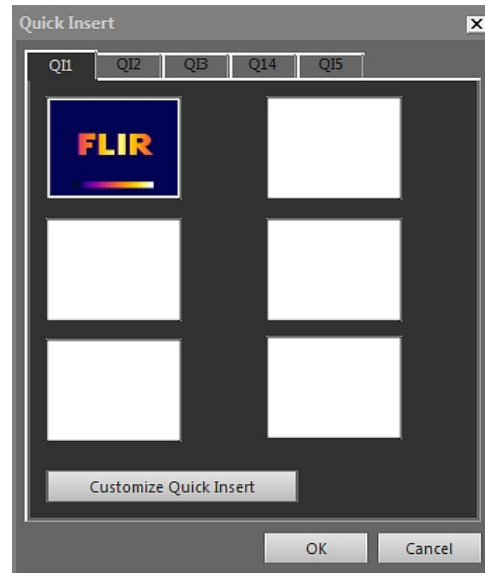 Quick Insert
QI1 QI2 QI3 Q14 QI5
FLIR
Customize Quick Insert
OK Cancel